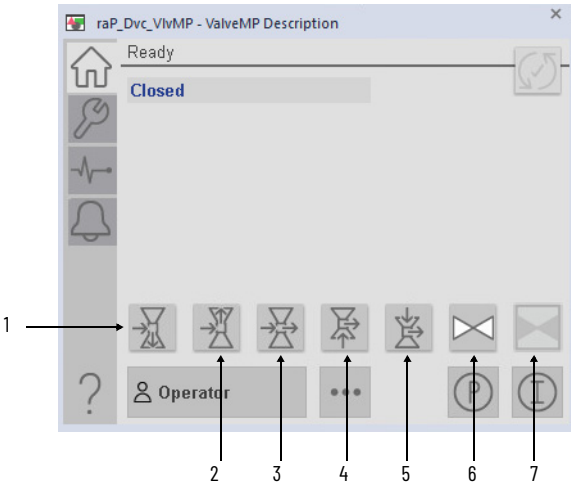 raP_Dvc_VlvMP - ValveMP Description
Ready
Closed
1
?
Operator
P
I
2
3
4
5
6
7